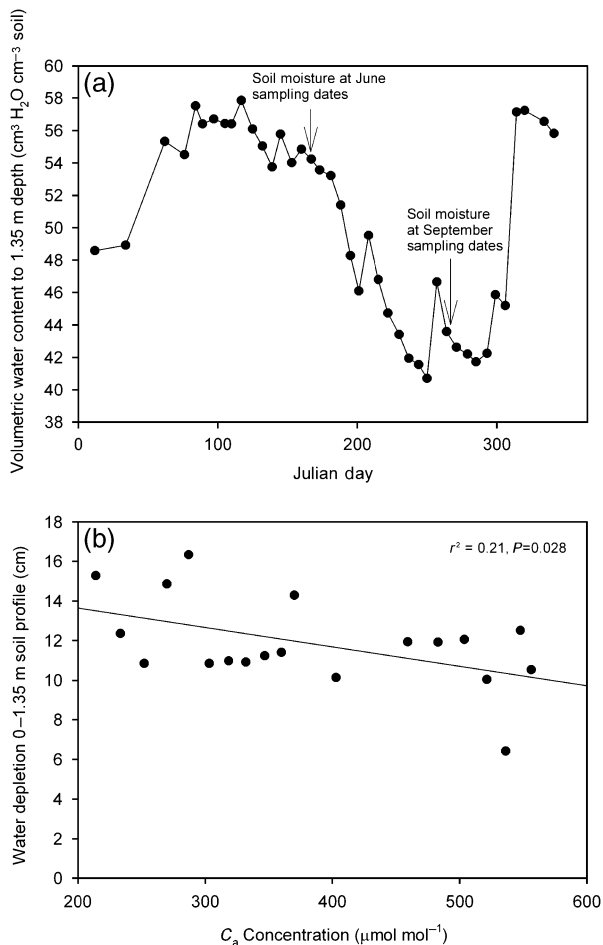 Volumetric water content to 1.35 m depth (cm³ H₂O cm⁻³ soil)
(a)
Soil moisture at June
sampling dates
Soil moisture
at September
sampling dates
60
58
56
54
52
50
48
46
44
42
40
38
0
100
200
300
Julian day
Water depletion 0–1.35 m soil profile (cm)
(b)
r² = 0.21, P=0.028
18
16
14
12
10
8
6
4
2
0
200
300
400
500
600
Cₐ Concentration (μmol mol⁻¹)